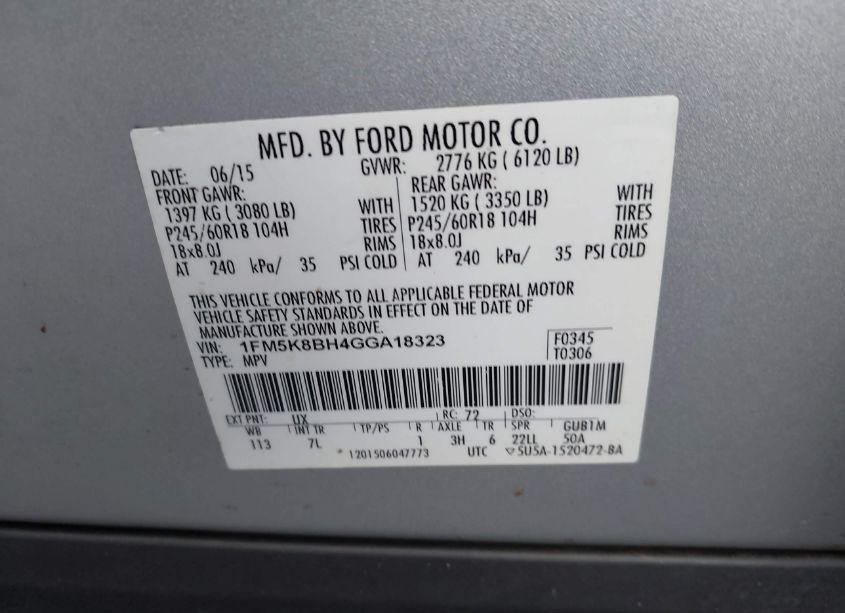 MFD. BY FORD MOTOR CO.
DATE: 06/15 GVWR: 2776 KG ( 6120 LB)
FRONT GAWR: REAR GAWR:
1397 KG ( 3080 LB) WITH 1520 KG ( 3350 LB) WITH
P245/60R18 104H TIRES P245/60R18 104H TIRES
18x8.0J RIMS 18x8.0J RIMS
AT 240 kPa/ 35 PSI COLD AT 240 kPa/ 35 PSI COLD
THIS VEHICLE CONFORMS TO ALL APPLICABLE FEDERAL MOTOR
VEHICLE SAFETY STANDARDS IN EFFECT ON THE DATE OF
MANUFACTURE SHOWN ABOVE.
VIN: 1FM5K8BH4GGA18323 F0345
TYPE: MPV T0306
EXT PNT: UX RC: 72 DSO:
WB INT TR TP/PS R AXLE TR SPR GUB1M
113 7L 1 3H 6 22LL 50A
* 1201506047773 UTC ▽5U5A-1520472-BA